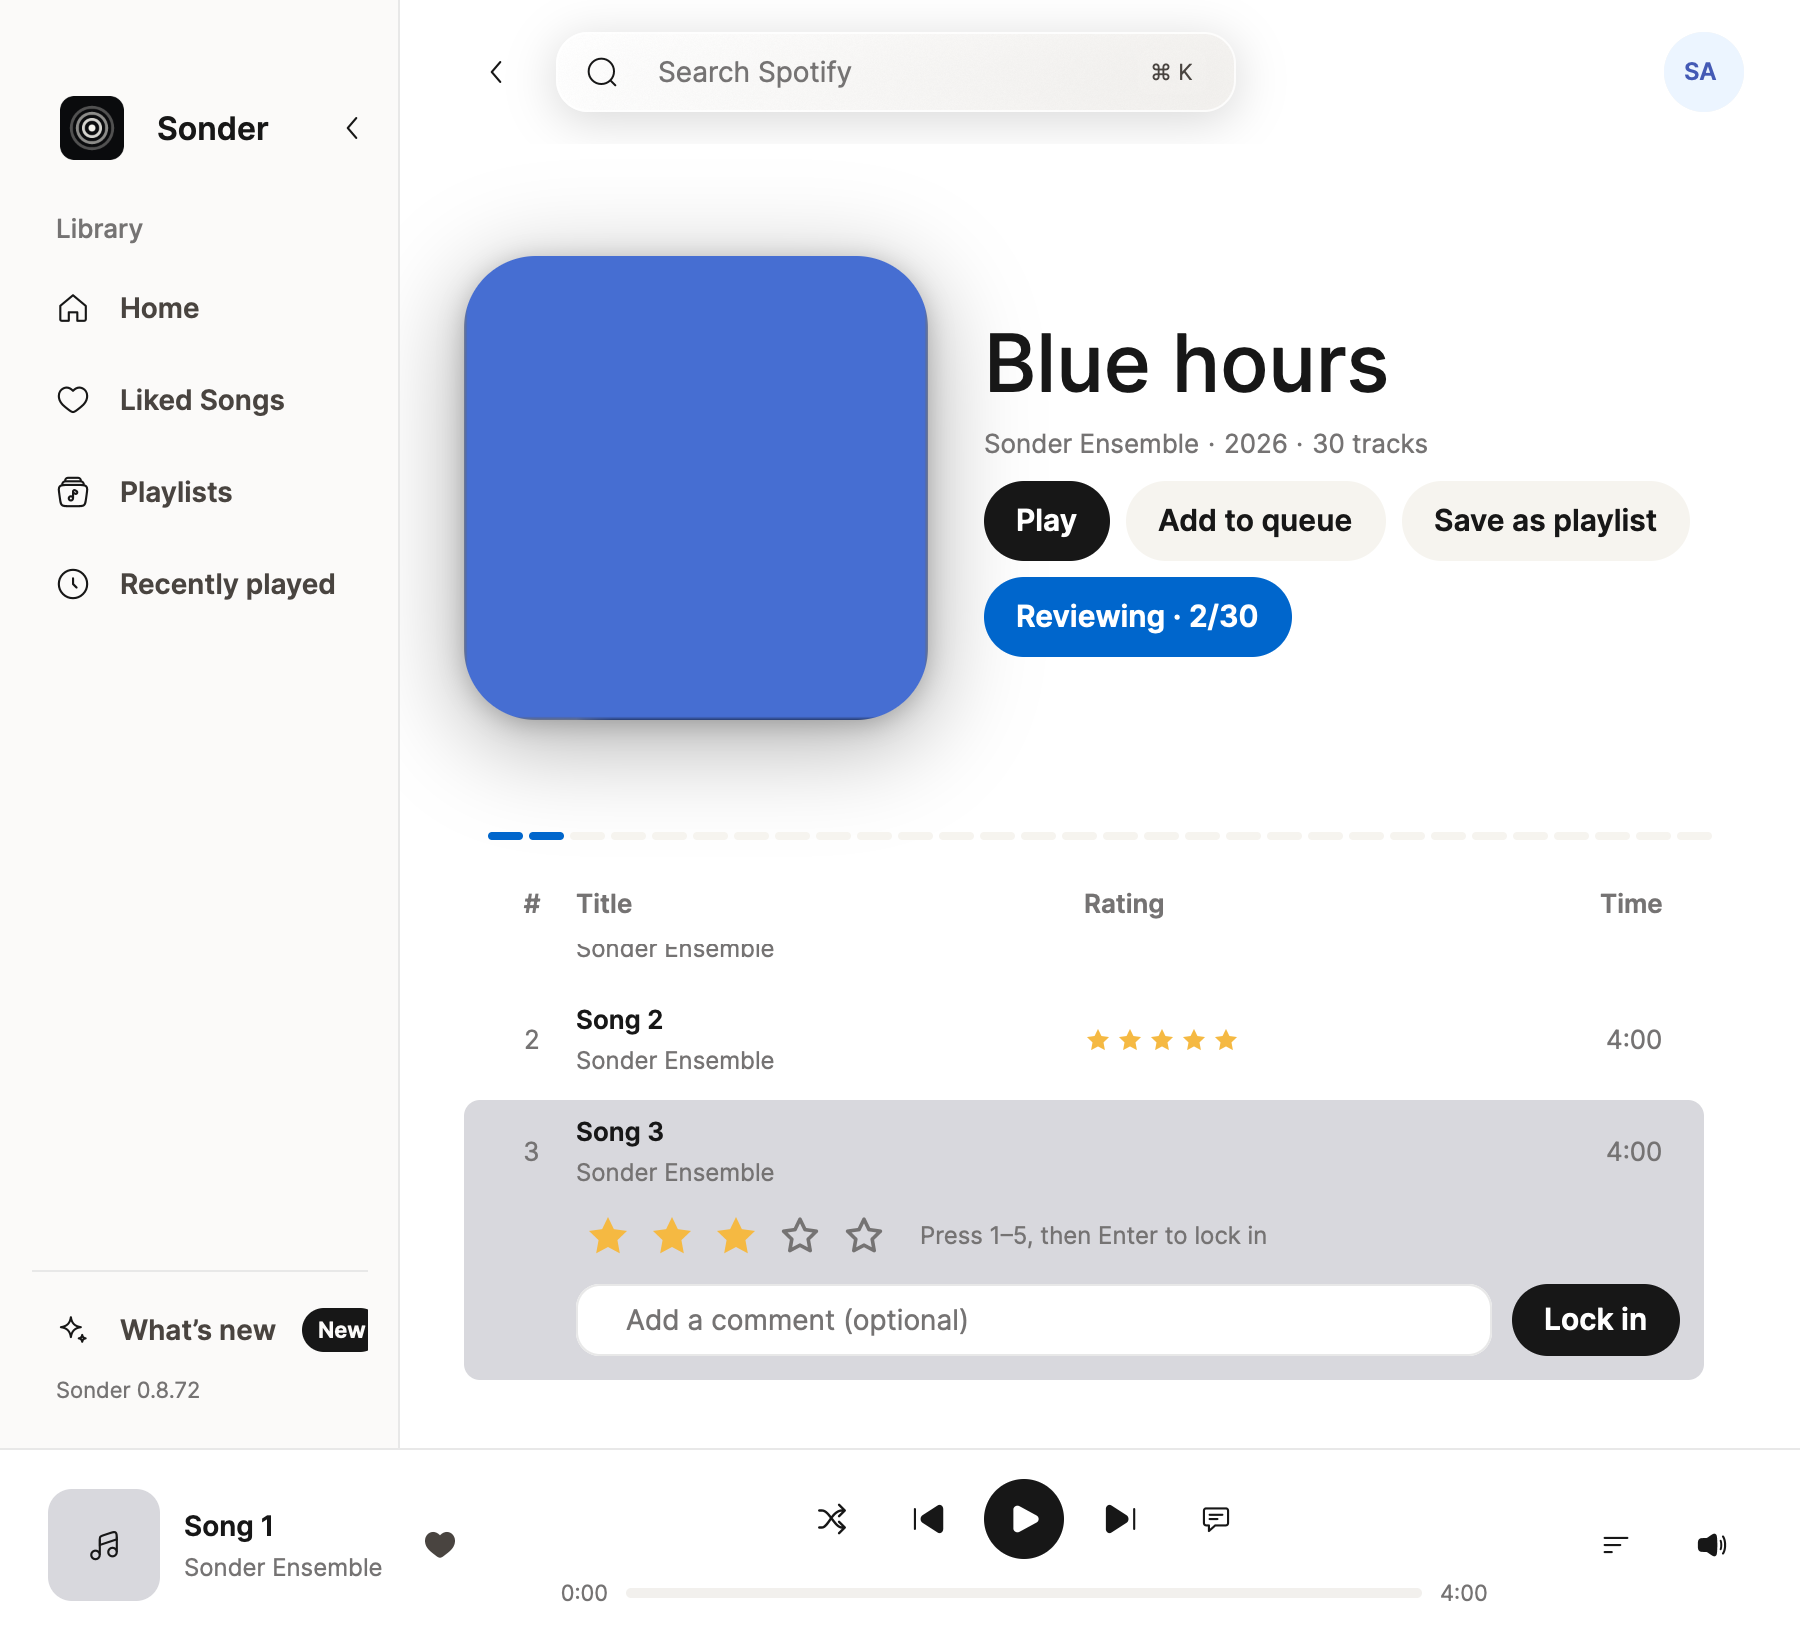 Search Spotify
⌘ K
SA
Sonder
Library
Home
Liked Songs
Playlists
Recently played
Blue hours
Sonder Ensemble · 2026 · 30 tracks
Play
Add to queue
Save as playlist
Reviewing · 2/30
# Title Rating Time
Sonder Ensemble
2 Song 2 4:00
Sonder Ensemble
3 Song 3 4:00
Sonder Ensemble
Press 1–5, then Enter to lock in
Add a comment (optional)
Lock in
What’s new
New
Sonder 0.8.72
Song 1
Sonder Ensemble
0:00
4:00